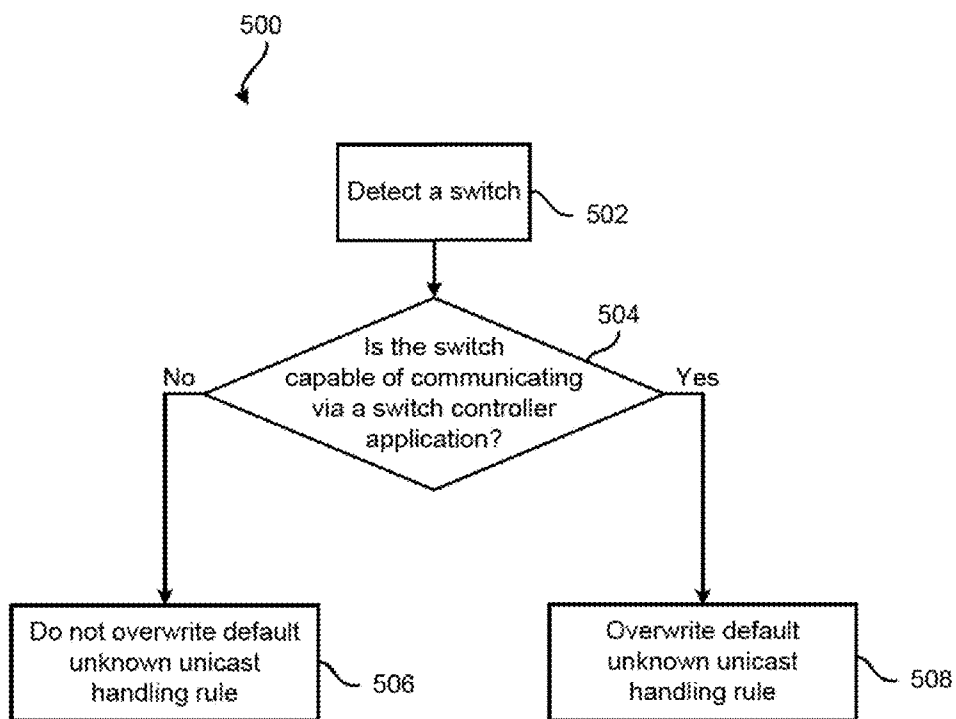 500
Detect a switch
502
504
Is the switch
capable of communicating
via a switch controller
application?
No
Yes
Do not overwrite default
unknown unicast
handling rule
506
Overwrite default
unknown unicast
handling rule
508